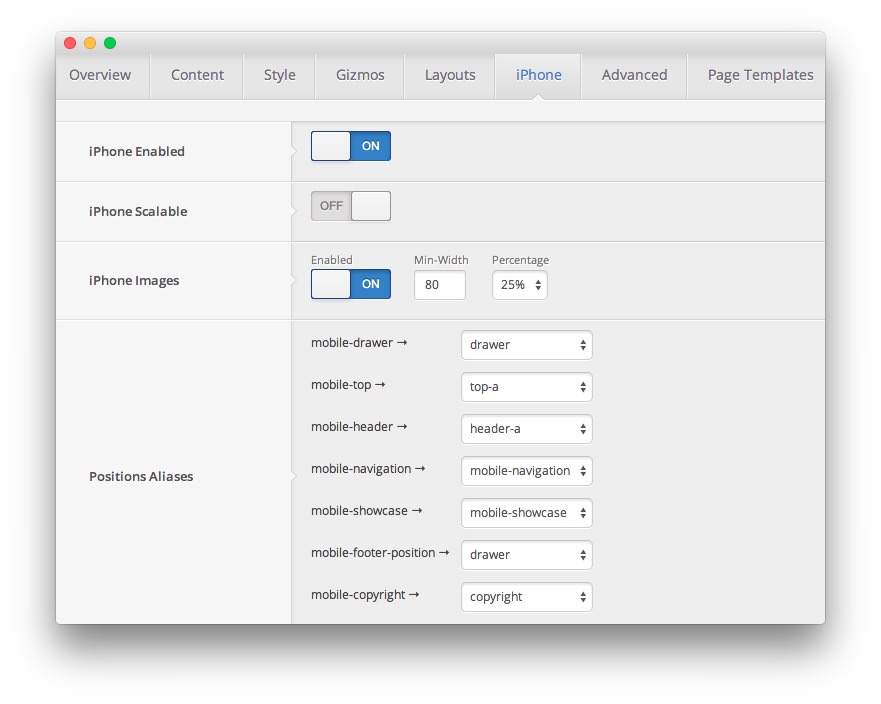 Overview Content Style Gizmos Layouts iPhone Advanced Page Templates
iPhone Enabled ON
iPhone Scalable OFF
Enabled Min-Width Percentage
iPhone Images ON 80 25%
mobile-drawer → drawer
mobile-top → top-a
mobile-header → header-a
mobile-navigation → mobile-navigation
Positions Aliases
mobile-showcase → mobile-showcase
mobile-footer-position → drawer
mobile-copyright → copyright